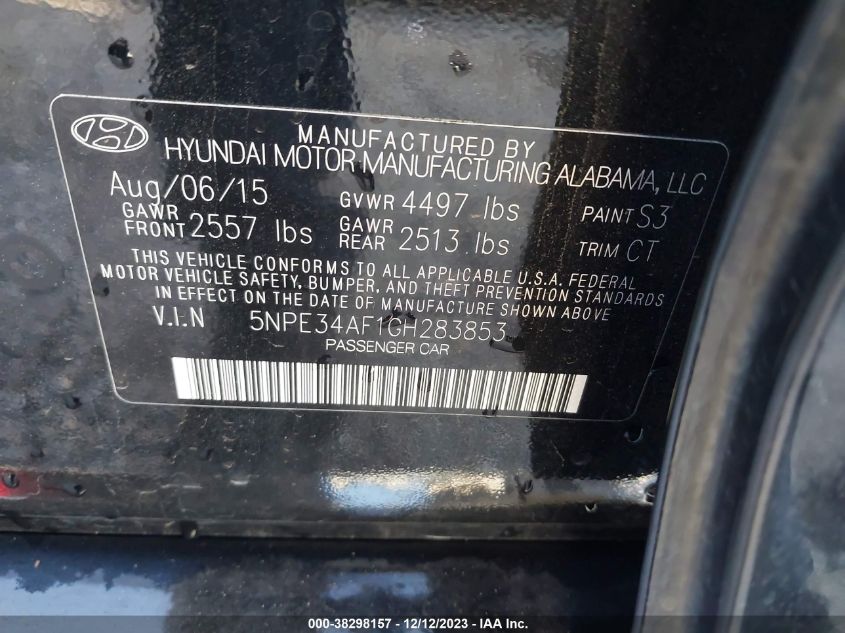 MANUFACTURED BY
HYUNDAI MOTOR MANUFACTURING ALABAMA, LLC
Aug/06/15 GVWR 4497 lbs PAINT S3
GAWR FRONT 2557 lbs GAWR REAR 2513 lbs TRIM CT
THIS VEHICLE CONFORMS TO ALL APPLICABLE U.S.A. FEDERAL
MOTOR VEHICLE SAFETY, BUMPER, AND THEFT PREVENTION STANDARDS
IN EFFECT ON THE DATE OF MANUFACTURE SHOWN ABOVE
V.I.N 5NPE34AF1GH283853
PASSENGER CAR
000-38298157 - 12/12/2023 - IAA Inc.